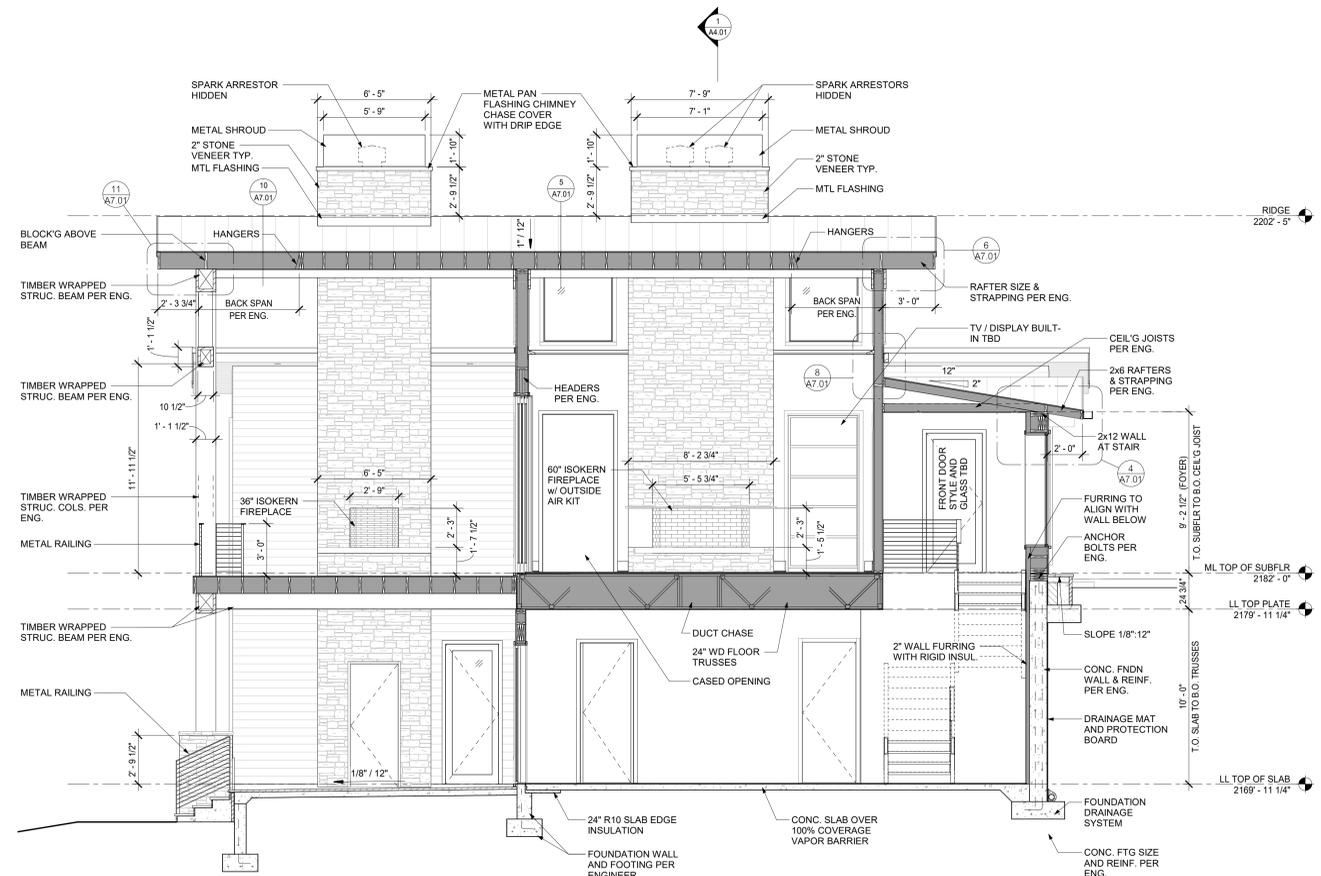 1
A4.01
SPARK ARRESTOR
HIDDEN
6' - 5"
5' - 9"
METAL PAN
FLASHING CHIMNEY
CHASE COVER
WITH DRIP EDGE
7' - 9"
7' - 1"
SPARK ARRESTORS
HIDDEN
METAL SHROUD
2" STONE
VENEER TYP.
MTL FLASHING
1' - 10"
2' - 9 1/2"
1' - 10"
2' - 9 1/2"
METAL SHROUD
2" STONE
VENEER TYP.
MTL FLASHING
11
A7.01
10
A7.01
5
A7.01
RIDGE
2202' - 5"
BLOCK'G ABOVE
BEAM
HANGERS
1" / 12"
HANGERS
6
A7.01
TIMBER WRAPPED
STRUC. BEAM PER ENG.
2' - 3 3/4"
BACK SPAN
PER ENG.
BACK SPAN
PER ENG.
3' - 0"
RAFTER SIZE &
STRAPPING PER ENG.
1' - 1 1/2"
TV / DISPLAY BUILT-
IN TBD
CEIL'G JOISTS
PER ENG.
TIMBER WRAPPED
STRUC. BEAM PER ENG.
HEADERS
PER ENG.
8
A7.01
12"
2"
2x6 RAFTERS
& STRAPPING
PER ENG.
10 1/2"
1' - 1 1/2"
11' - 11 1/2"
2x12 WALL
AT STAIR
2' - 0"
4
A7.01
6' - 5"
2' - 9"
36" ISOKERN
FIREPLACE
60" ISOKERN
FIREPLACE
w/ OUTSIDE
AIR KIT
8' - 2 3/4"
5' - 5 3/4"
FRONT DOOR
STYLE AND
GLASS TBD
9' - 2 1/2" (FOYER)
T.O. SUBFLR TO B.O. CEIL'G JOIST
TIMBER WRAPPED
STRUC. COLS. PER
ENG.
METAL RAILING
3' - 0"
2' - 3"
1' - 7 1/2"
2' - 3"
1' - 5 1/2"
FURRING TO
ALIGN WITH
WALL BELOW
ANCHOR
BOLTS PER
ENG.
ML TOP OF SUBFLR
2182' - 0"
24 3/4"
LL TOP PLATE
2179' - 11 1/4"
TIMBER WRAPPED
STRUC. BEAM PER ENG.
DUCT CHASE
24" WD FLOOR
TRUSSES
CASED OPENING
2" WALL FURRING
WITH RIGID INSUL.
SLOPE 1/8":12"
CONC. FNDN
WALL & REINF.
PER ENG.
DRAINAGE MAT
AND PROTECTION
BOARD
10' - 0"
T.O. SLAB TO B.O. TRUSSES
METAL RAILING
2' - 9 1/2"
1/8" / 12"
LL TOP OF SLAB
2169' - 11 1/4"
24" R10 SLAB EDGE
INSULATION
CONC. SLAB OVER
100% COVERAGE
VAPOR BARRIER
FOUNDATION
DRAINAGE
SYSTEM
FOUNDATION WALL
AND FOOTING PER
ENGINEER
CONC. FTG SIZE
AND REINF. PER
ENG.